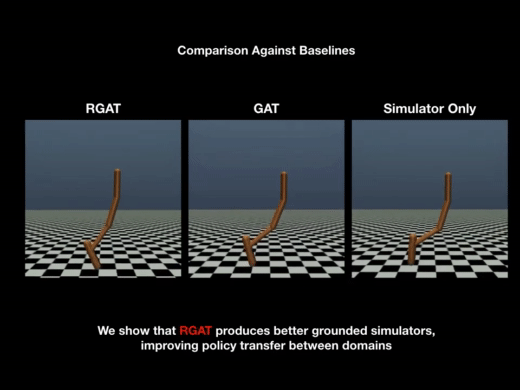 Comparison Against Baselines
RGAT
GAT
Simulator Only
We show that RGAT produces better grounded simulators,
improving policy transfer between domains